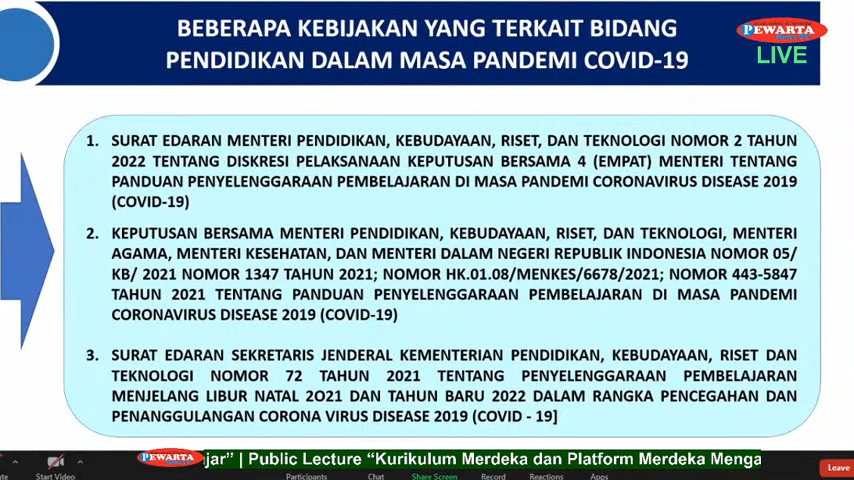 BEBERAPA KEBIJAKAN YANG TERKAIT BIDANG
PENDIDIKAN DALAM MASA PANDEMI COVID-19
PEWARTA
LIVE
1. SURAT EDARAN MENTERI PENDIDIKAN, KEBUDAYAAN, RISET, DAN TEKNOLOGI NOMOR 2 TAHUN
2022 TENTANG DISKRESI PELAKSANAAN KEPUTUSAN BERSAMA 4 (EMPAT) MENTERI TENTANG
PANDUAN PENYELENGGARAAN PEMBELAJARAN DI MASA PANDEMI CORONAVIRUS DISEASE 2019
(COVID-19)
2. KEPUTUSAN BERSAMA MENTERI PENDIDIKAN, KEBUDAYAAN, RISET, DAN TEKNOLOGI, MENTERI
AGAMA, MENTERI KESEHATAN, DAN MENTERI DALAM NEGERI REPUBLIK INDONESIA NOMOR 05/
KB/ 2021 NOMOR 1347 TAHUN 2021; NOMOR HK.01.08/MENKES/6678/2021; NOMOR 443-5847
TAHUN 2021 TENTANG PANDUAN PENYELENGGARAAN PEMBELAJARAN DI MASA PANDEMI
CORONAVIRUS DISEASE 2019 (COVID-19)
3. SURAT EDARAN SEKRETARIS JENDERAL KEMENTERIAN PENDIDIKAN, KEBUDAYAAN, RISET DAN
TEKNOLOGI NOMOR 72 TAHUN 2021 TENTANG PENYELENGGARAAN PEMBELAJARAN
MENJELANG LIBUR NATAL 2O21 DAN TAHUN BARU 2022 DALAM RANGKA PENCEGAHAN DAN
PENANGGULANGAN CORONA VIRUS DISEASE 2019 (COVID - 19]
PEWARTA
jar” | Public Lecture “Kurikulum Merdeka dan Platform Merdeka Menga
Start Video Participants Chat Share Screen Record Reactions Apps Leave